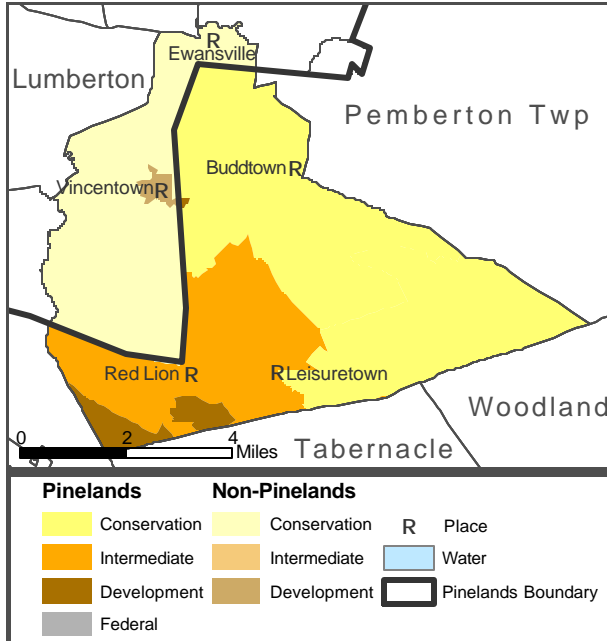 R
Ewansville
Lumberton
Pemberton Twp
Buddtown R
Vincentown R
Red Lion R
R Leisuretown
Woodland
0 2 4
Miles
Tabernacle
Pinelands Non-Pinelands
Conservation Conservation R Place
Intermediate Intermediate Water
Development Development Pinelands Boundary
Federal